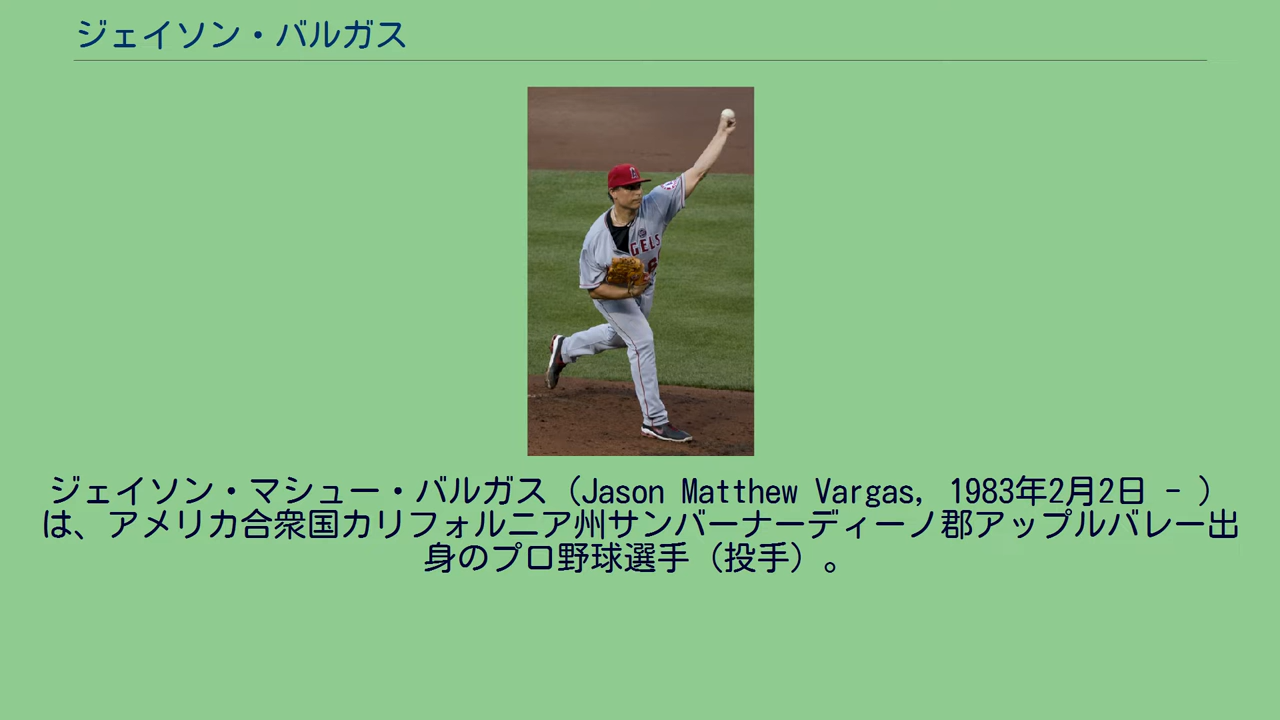 ジェイソン・バルガス
GELS
6
ジェイソン・マシュー・バルガス（Jason Matthew Vargas, 1983年2月2日 - ）
は、アメリカ合衆国カリフォルニア州サンバーナーディーノ郡アップルバレー出
身のプロ野球選手（投手）。